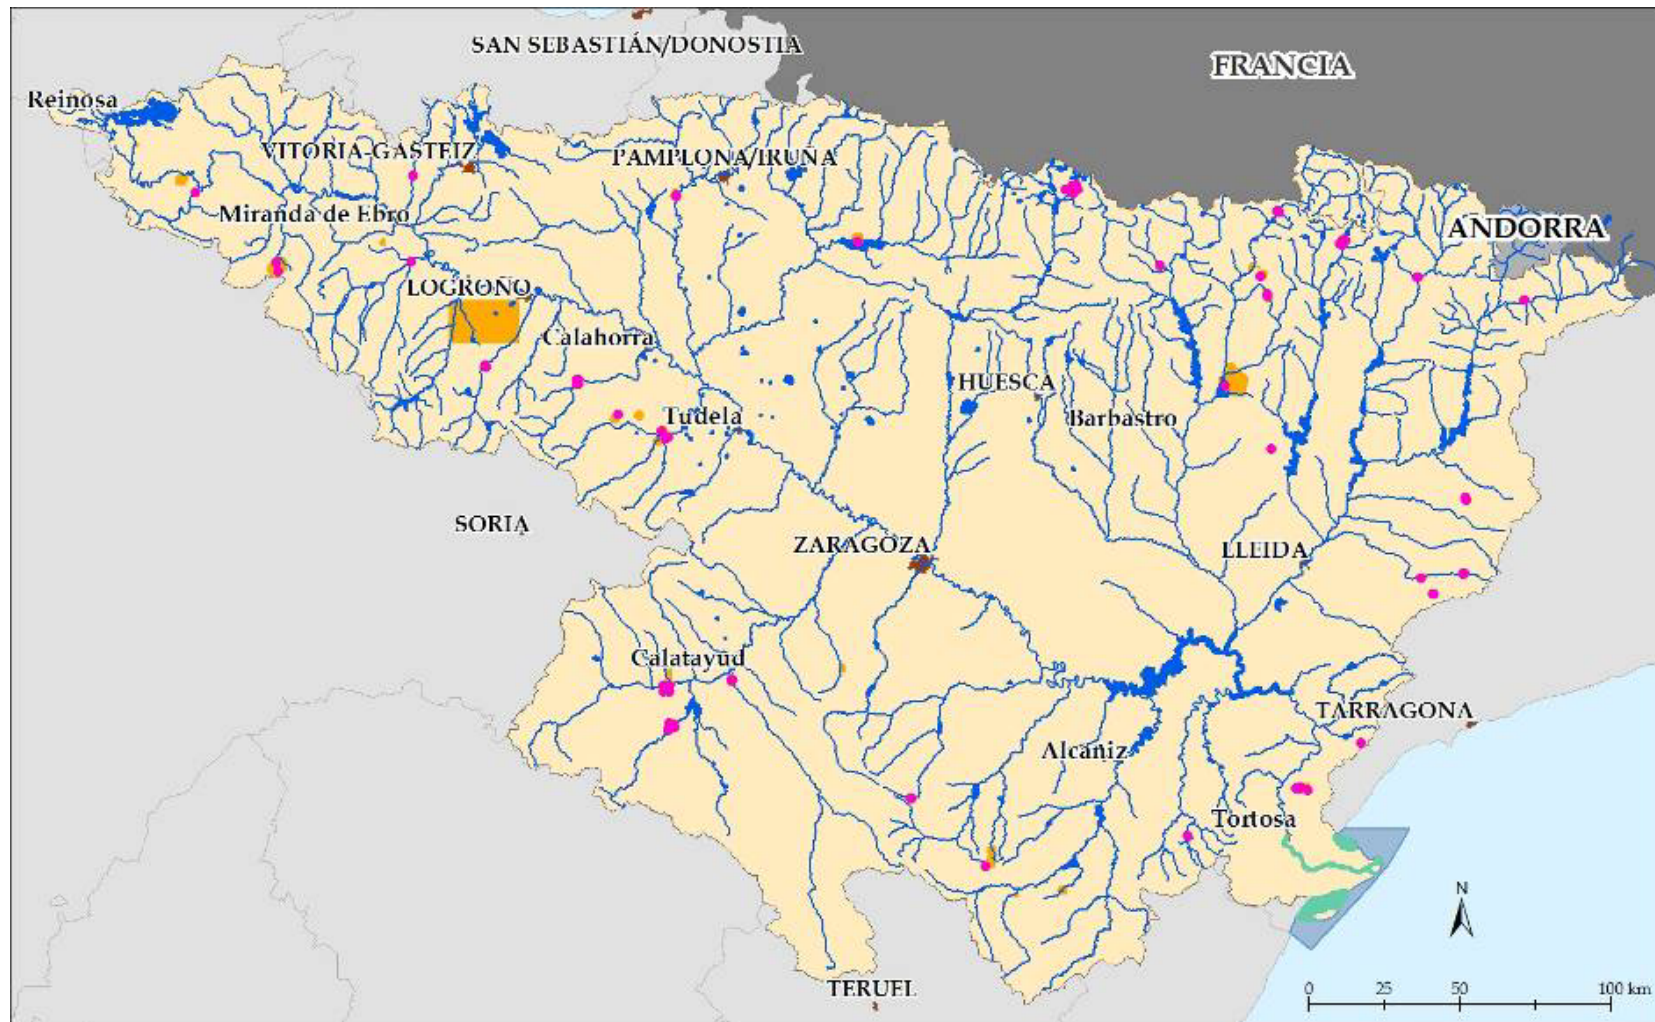 SAN SEBASTIÁN/DONOSTIA
FRANCIA
Reinosa
VITORIA-GASTEIZ
PAMPLONA/IRUÑA
Miranda de Ebro
ANDORRA
LOGROÑO
Calahorra
HUESCA
Tudela
Barbastro
SORIA
ZARAGOZA
LLEIDA
Calatayud
TARRAGONA
Alcañiz
Tortosa
N
TERUEL
0 25 50 100 km